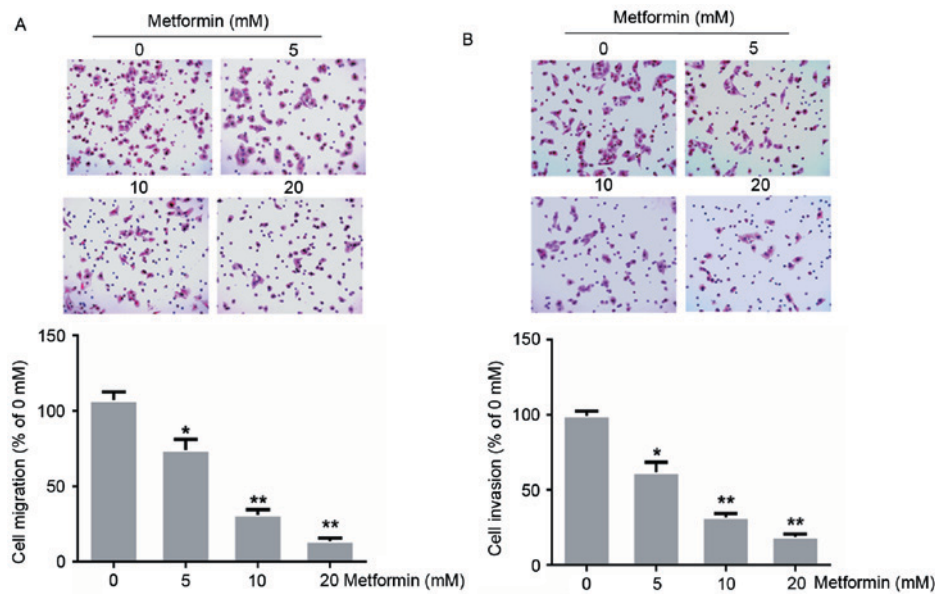 A
Metformin (mM)
0 5
10 20
150
100
50
0
Cell migration (% of 0 mM)
*
**
**
0 5 10 20 Metformin (mM)
B
Metformin (mM)
0 5
10 20
150
100
50
0
Cell invasion (% of 0 mM)
*
**
**
0 5 10 20 Metformin (mM)